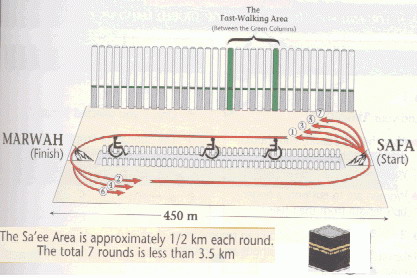 The
Fast-Walking Area
(Between the Green Columns)
1 3 5 7
MARWAH
(Finish)
SAFA
(Start)
2
4
6
450 m
The Sa'ee Area is approximately 1/2 km each round.
The total 7 rounds is less than 3.5 km